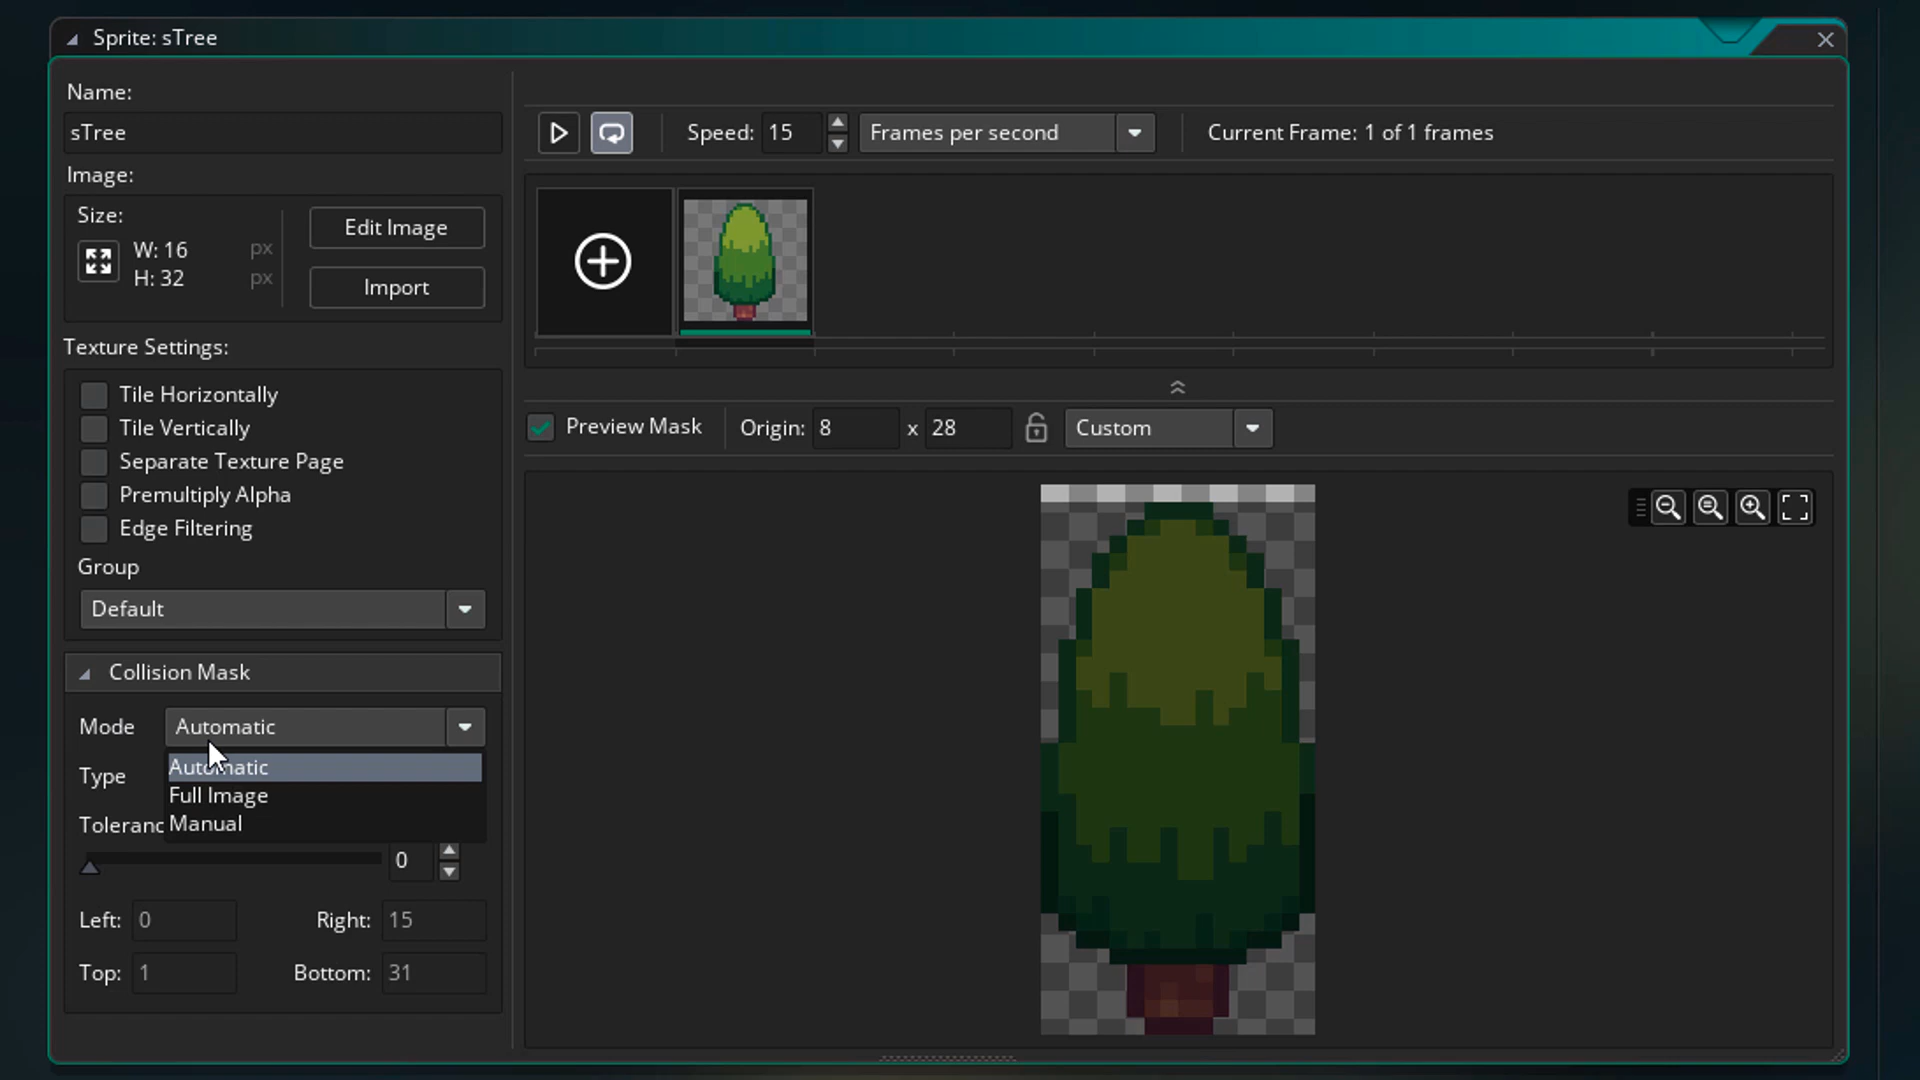 Sprite: sTree
Name:
sTree
Image:
Size:
W: 16 px
H: 32 px
Edit Image
Import
Texture Settings:
Tile Horizontally
Tile Vertically
Separate Texture Page
Premultiply Alpha
Edge Filtering
Group
Default
Collision Mask
Mode Automatic
Automatic
Type
Full Image
Toleranc Manual
0
Left: 0 Right: 15
Top: 1 Bottom: 31
Speed: 15 Frames per second Current Frame: 1 of 1 frames
Preview Mask Origin: 8 x 28 Custom